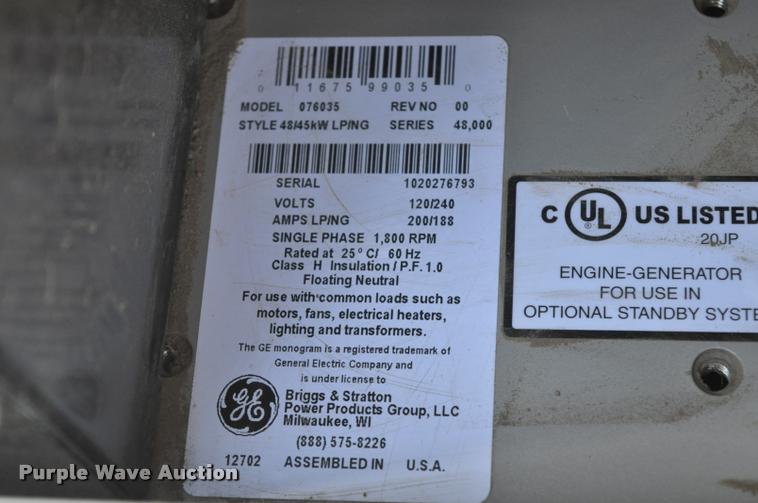 0 11675 99035 0
MODEL 076035 REV NO 00
STYLE 48/45kW LP/NG SERIES 48,000
SERIAL 1020276793
VOLTS 120/240
AMPS LP/NG 200/188
SINGLE PHASE 1,800 RPM
Rated at 25° C/ 60 Hz
Class H Insulation / P.F. 1.0
Floating Neutral
For use with common loads such as
motors, fans, electrical heaters,
lighting and transformers.
The GE monogram is a registered trademark of
General Electric Company and
is under license to
GE
Briggs & Stratton
Power Products Group, LLC
Milwaukee, WI
(888) 575-8226
12702 ASSEMBLED IN U.S.A.
C UL US LISTED
20JP
ENGINE-GENERATOR
FOR USE IN
OPTIONAL STANDBY SYSTE
Purple Wave Auction